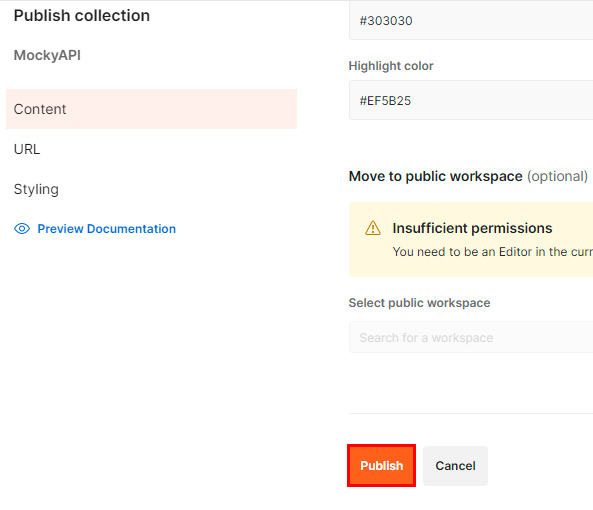 Publish collection
MockyAPI
Content
URL
Styling
Preview Documentation
#303030
Highlight color
#EF5B25
Move to public workspace (optional)
Insufficient permissions
You need to be an Editor in the
Select public workspace
Search for a workspace
Publish
Cancel